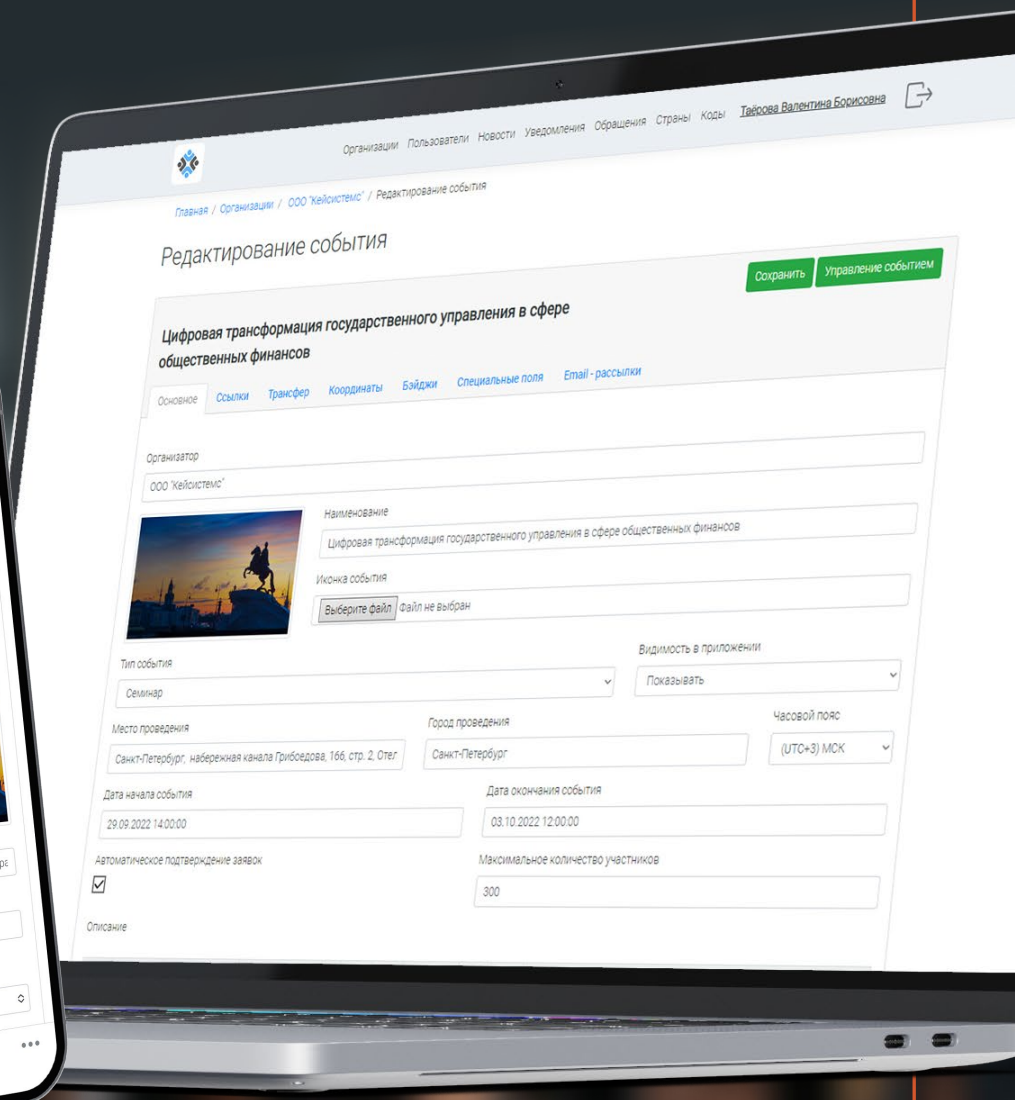 Организации Пользователи Новости Уведомления Обращения Страны Коды Таёрова Валентина Борисовна
Главная / Организации / ООО "Кейсистемс" / Редактирование события
Редактирование события
Сохранить Управление событием
Цифровая трансформация государственного управления в сфере
общественных финансов
Основное Ссылки Трансфер Координаты Бэйджи Специальные поля Email - рассылки
Организатор
ООО "Кейсистемс"
Наименование
Цифровая трансформация государственного управления в сфере общественных финансов
Иконка события
Выберите файл Файл не выбран
Тип события Видимость в приложении
Семинар Показывать
Место проведения Город проведения Часовой пояс
Санкт-Петербург, набережная канала Грибоедова, 166, стр. 2, Отел Санкт-Петербург (UTC+3) МСК
Дата начала события Дата окончания события
29.09.2022 14:00:00 03.10.2022 12:00:00
Автоматическое подтверждение заявок Максимальное количество участников
300
Описание